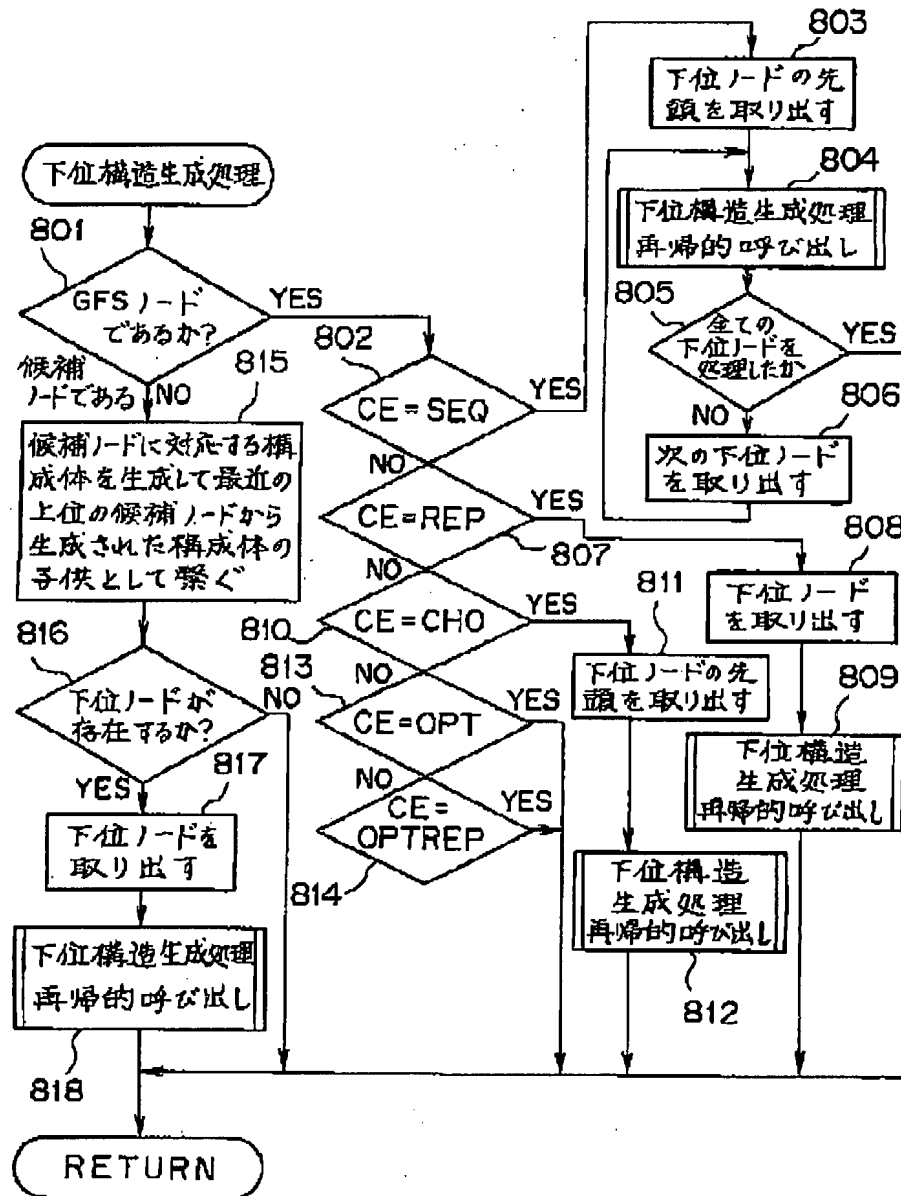 下位構造生成処理
801
GFSノード
であるか?
YES
候補
ノードである
NO
815
候補ノードに対応する構
成体を生成して最近の
上位の候補ノードから
生成された構成体の
子供として繋ぐ
816
下位ノードが
存在するか?
NO
YES
817
下位ノードを
取り出す
下位構造生成処理
再帰的呼び出し
818
RETURN
802
CE=SEQ
YES
NO
CE=REP
YES
807
NO
810
CE=CHO
YES
813
NO
CE=OPT
YES
NO
CE=
OPTREP
YES
814
803
下位ノードの先
頭を取り出す
804
下位構造生成処理
再帰的呼び出し
805
全ての
下位ノードを
処理したか
YES
NO
806
次の下位ノード
を取り出す
808
下位ノード
を取り出す
809
下位構造
生成処理
再帰的呼び出し
811
下位ノードの先
頭を取り出す
下位構造
生成処理
再帰的呼び出し
812